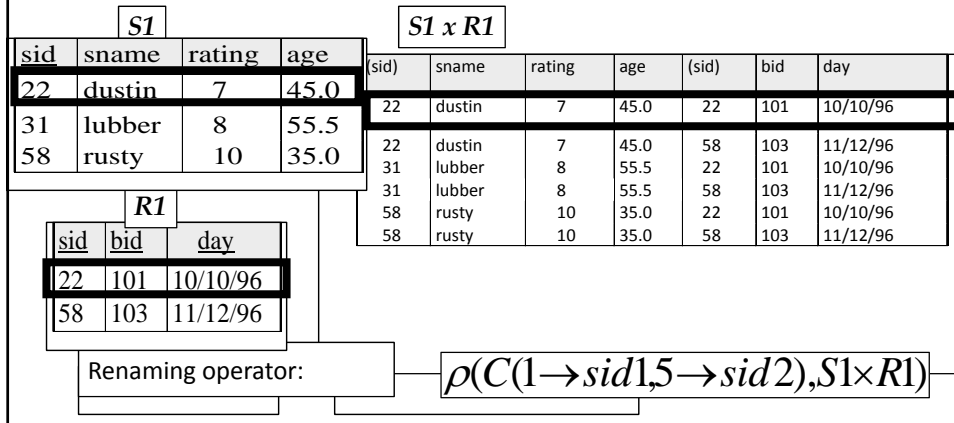 S1
sid sname rating age
22 dustin 7 45.0
31 lubber 8 55.5
58 rusty 10 35.0
S1 x R1
(sid) sname rating age (sid) bid day
22 dustin 7 45.0 22 101 10/10/96
22 dustin 7 45.0 58 103 11/12/96
31 lubber 8 55.5 22 101 10/10/96
31 lubber 8 55.5 58 103 11/12/96
58 rusty 10 35.0 22 101 10/10/96
58 rusty 10 35.0 58 103 11/12/96
R1
sid bid day
22 101 10/10/96
58 103 11/12/96
Renaming operator:
ρ(C(1→sid1,5→sid2),S1×R1)